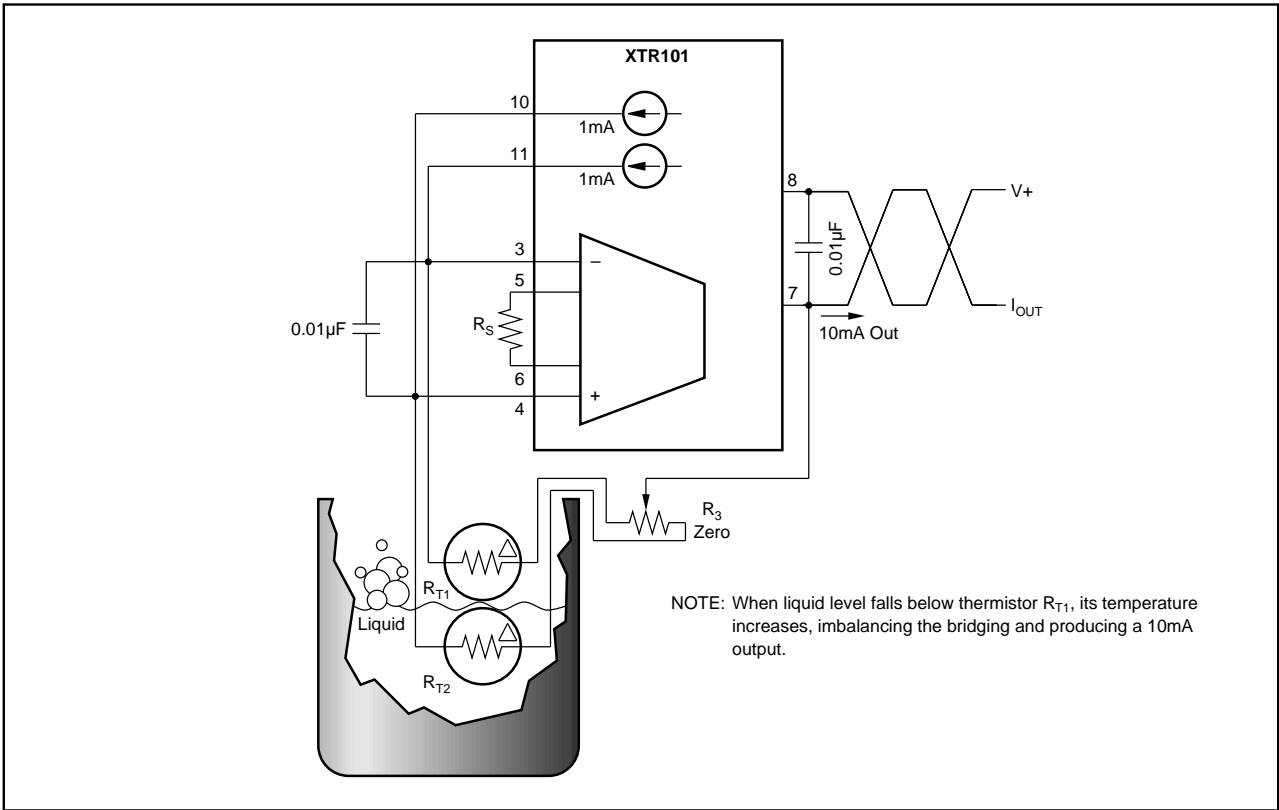 XTR101
10
1mA
11
1mA
8
V+
0.01µF
3
–
5
R_S
0.01µF
7
I_OUT
10mA Out
6
+
4
R_3
Zero
R_T1
Liquid
R_T2
NOTE: When liquid level falls below thermistor R_T1, its temperature
increases, imbalancing the bridging and producing a 10mA
output.